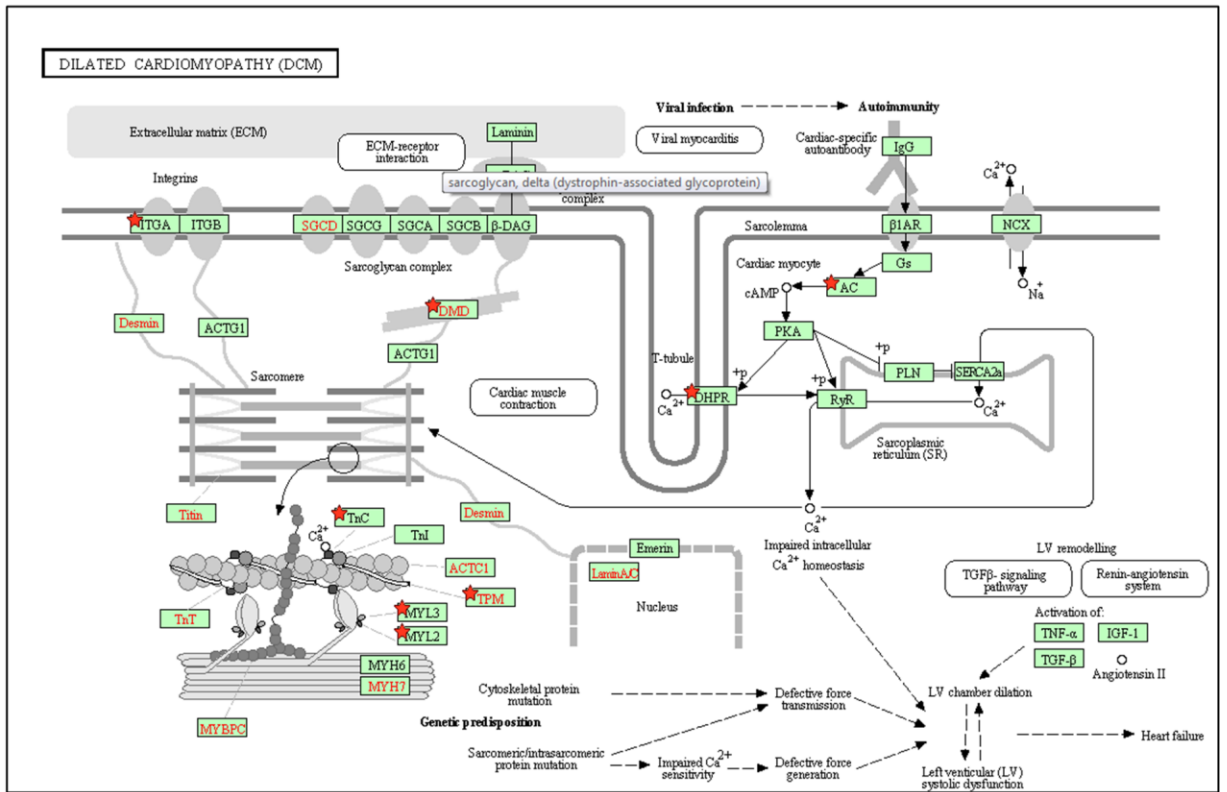 DILATED CARDIOMYOPATHY (DCM)
Extracellular matrix (ECM)
ECM-receptor
interaction
Laminin
Viral infection
Autoimmunity
Viral myocarditis
Cardiac-specific
autoantibody
IgG
sarcoglycan, delta (dystrophin-associated glycoprotein)
complex
Integrins
ITGA
ITGB
SGCD
SGCG
SGCA
SGCB
β-DAG
Sarcoglycan complex
Sarcolemma
β1AR
NCX
Ca2+
Na+
Gs
Cardiac myocyte
AC
cAMP
PKA
Desmin
ACTG1
DMD
ACTG1
T-tubule
+p
+p
+p
PLN
SERCA2a
Ca2+
DHPR
RyR
Ca2+
Sarcoplasmic
reticulum (SR)
Sarcomere
Cardiac muscle
contraction
Titin
Desmin
TnC
Ca2+
TnI
ACTC1
TPM
TnT
MYL3
MYL2
MYH6
MYH7
MYBPC
Emerin
LaminA/C
Nucleus
Ca2+
Impaired intracellular
Ca2+ homeostasis
LV remodelling
TGFβ- signaling
pathway
Renin-angiotensin
system
Activation of:
TNF-α
IGF-1
TGF-β
Angiotensin II
Cytoskeletal protein
mutation
Genetic predisposition
Sarcomeric/intrasarcomeric
protein mutation
Impaired Ca2+
sensitivity
Defective force
transmission
Defective force
generation
LV chamber dilation
Left venticular (LV)
systolic dysfunction
Heart failure